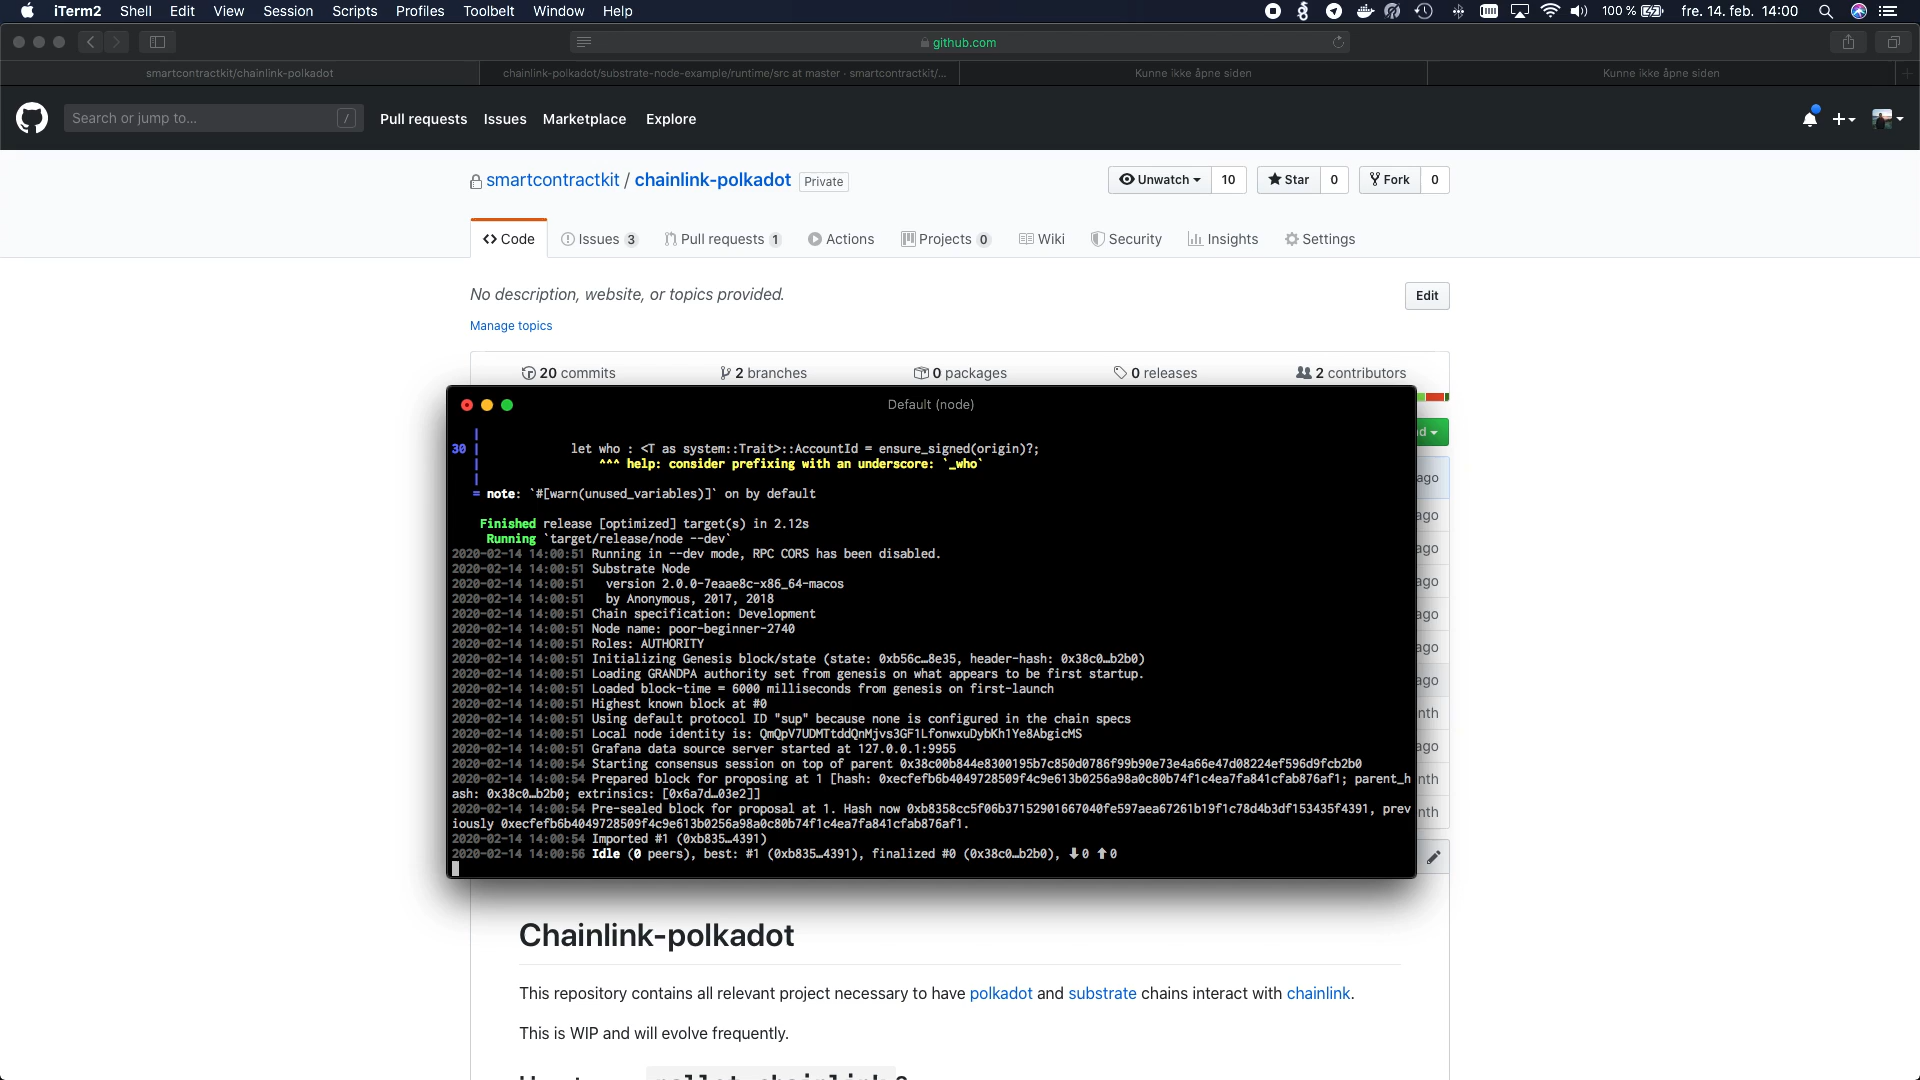 iTerm2 Shell Edit View Session Scripts Profiles Toolbelt Window Help 100 % fre. 14. feb. 14:00
github.com
smartcontractkit/chainlink-polkadot chainlink-polkadot/substrate-node-example/runtime/src at master · smartcontractkit/... Kunne ikke åpne siden Kunne ikke åpne siden
Search or jump to... / Pull requests Issues Marketplace Explore
smartcontractkit / chainlink-polkadot Private Unwatch 10 Star 0 Fork 0
Code Issues 3 Pull requests 1 Actions Projects 0 Wiki Security Insights Settings
No description, website, or topics provided. Edit
Manage topics
20 commits 2 branches 0 packages 0 releases 2 contributors
Default (node)
|
30 | let who : <T as system::Trait>::AccountId = ensure_signed(origin)?;
| ^^^ help: consider prefixing with an underscore: `_who`
|
= note: `#[warn(unused_variables)]` on by default
Finished release [optimized] target(s) in 2.12s
Running `target/release/node --dev`
2020-02-14 14:00:51 Running in --dev mode, RPC CORS has been disabled.
2020-02-14 14:00:51 Substrate Node
2020-02-14 14:00:51 version 2.0.0-7eaae8c-x86_64-macos
2020-02-14 14:00:51 by Anonymous, 2017, 2018
2020-02-14 14:00:51 Chain specification: Development
2020-02-14 14:00:51 Node name: poor-beginner-2740
2020-02-14 14:00:51 Roles: AUTHORITY
2020-02-14 14:00:51 Initializing Genesis block/state (state: 0xb56c…8e35, header-hash: 0x38c0…b2b0)
2020-02-14 14:00:51 Loading GRANDPA authority set from genesis on what appears to be first startup.
2020-02-14 14:00:51 Loaded block-time = 6000 milliseconds from genesis on first-launch
2020-02-14 14:00:51 Highest known block at #0
2020-02-14 14:00:51 Using default protocol ID "sup" because none is configured in the chain specs
2020-02-14 14:00:51 Local node identity is: QmQpV7UDMTtddQnMjvs3GF1LfonwxuDybKh1Ye8AbgicMS
2020-02-14 14:00:51 Grafana data source server started at 127.0.0.1:9955
2020-02-14 14:00:54 Starting consensus session on top of parent 0x38c00b844e8300195b7c850d0786f99b90e73e4a66e47d08224ef596d9fcb2b0
2020-02-14 14:00:54 Prepared block for proposing at 1 [hash: 0xecfefb6b4049728509f4c9e613b0256a98a0c80b74f1c4ea7fa841cfab876af1; parent_h
ash: 0x38c0…b2b0; extrinsics: [0x6a7d…03e2]]
2020-02-14 14:00:54 Pre-sealed block for proposal at 1. Hash now 0xb8358cc5f06b37152901667040fe597aea67261b19f1c78d4b3df153435f4391, prev
iously 0xecfefb6b4049728509f4c9e613b0256a98a0c80b74f1c4ea7fa841cfab876af1.
2020-02-14 14:00:54 Imported #1 (0xb835…4391)
2020-02-14 14:00:56 Idle (0 peers), best: #1 (0xb835…4391), finalized #0 (0x38c0…b2b0), ⬇ 0 ⬆ 0
ago
ago
ago
ago
ago
ago
ago
nth
ago
nth
nth
Chainlink-polkadot
This repository contains all relevant project necessary to have polkadot and substrate chains interact with chainlink.
This is WIP and will evolve frequently.